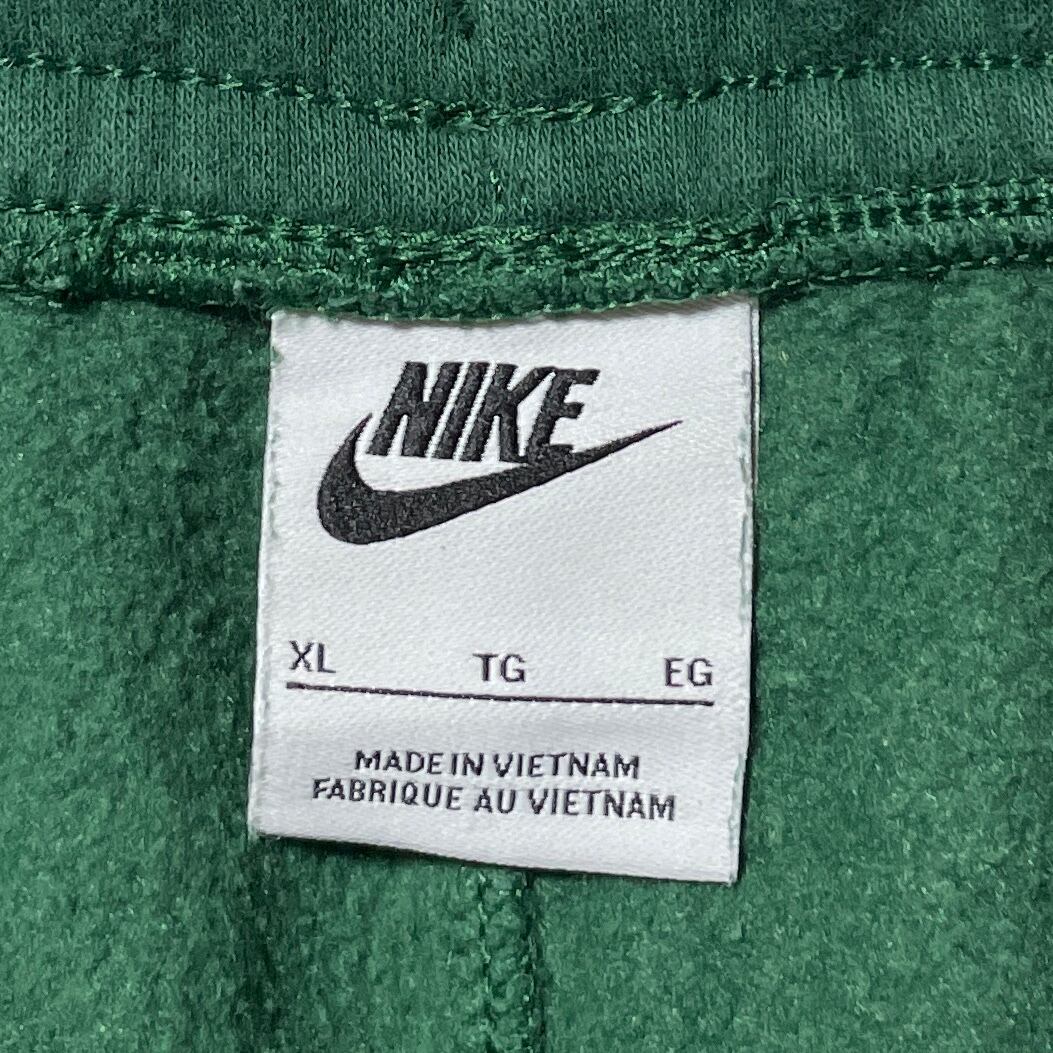 NIKE
XL TG EG
MADE IN VIETNAM
FABRIQUE AU VIETNAM